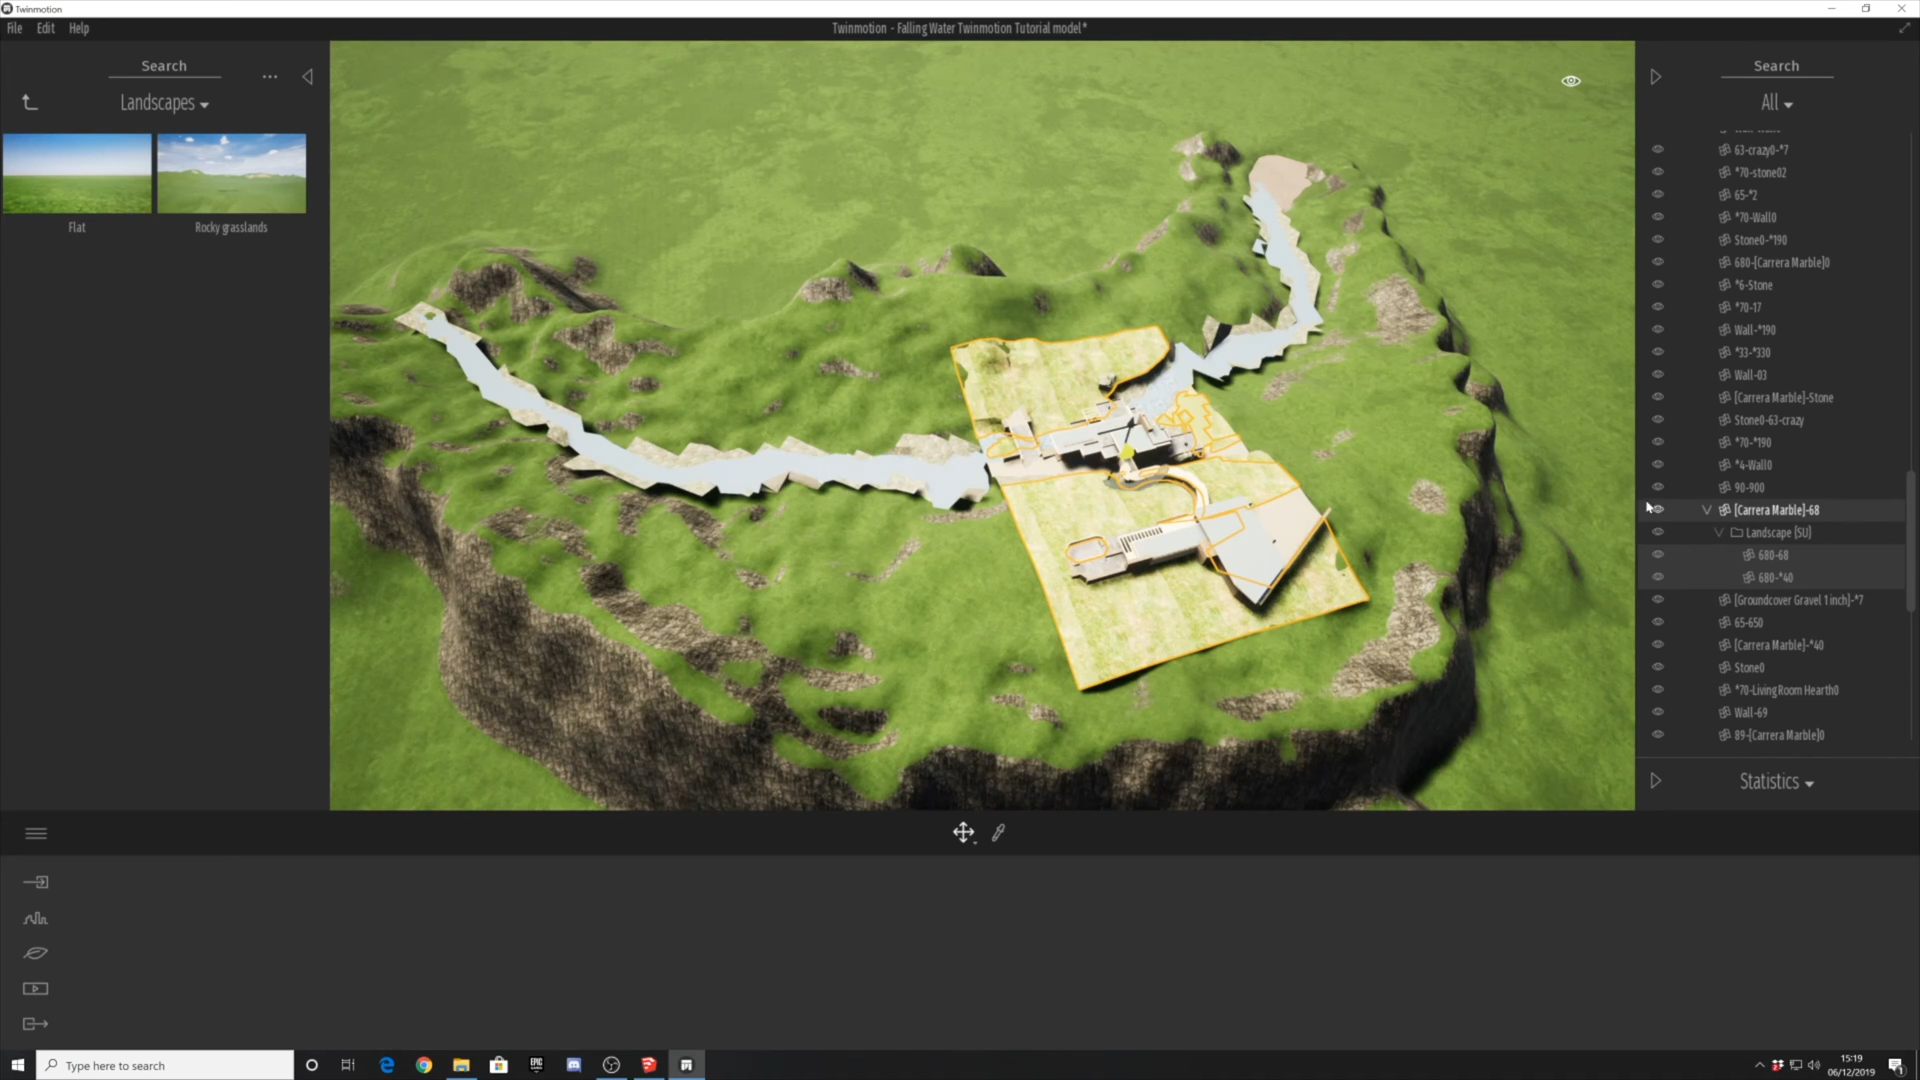 Twinmotion
File Edit Help
Twinmotion - Falling Water Twinmotion Tutorial model*
Search
Landscapes
Flat
Rocky grasslands
Search
All
63-crazy0-*7
*70-stone02
65-*2
*70-Wall0
Stone0-*190
680-[Carrera Marble]0
*6-Stone
*70-17
Wall-*190
*33-*330
Wall-03
[Carrera Marble]-Stone
Stone0-63-crazy
*70-*190
*4-Wall0
90-900
[Carrera Marble]-68
Landscape (SU)
680-68
680-*40
[Groundcover Gravel 1 inch]-*7
65-650
[Carrera Marble]-*40
Stone0
*70-Living Room Hearth0
Wall-69
89-[Carrera Marble]0
Statistics
Type here to search
EPIC
15:19
06/12/2019